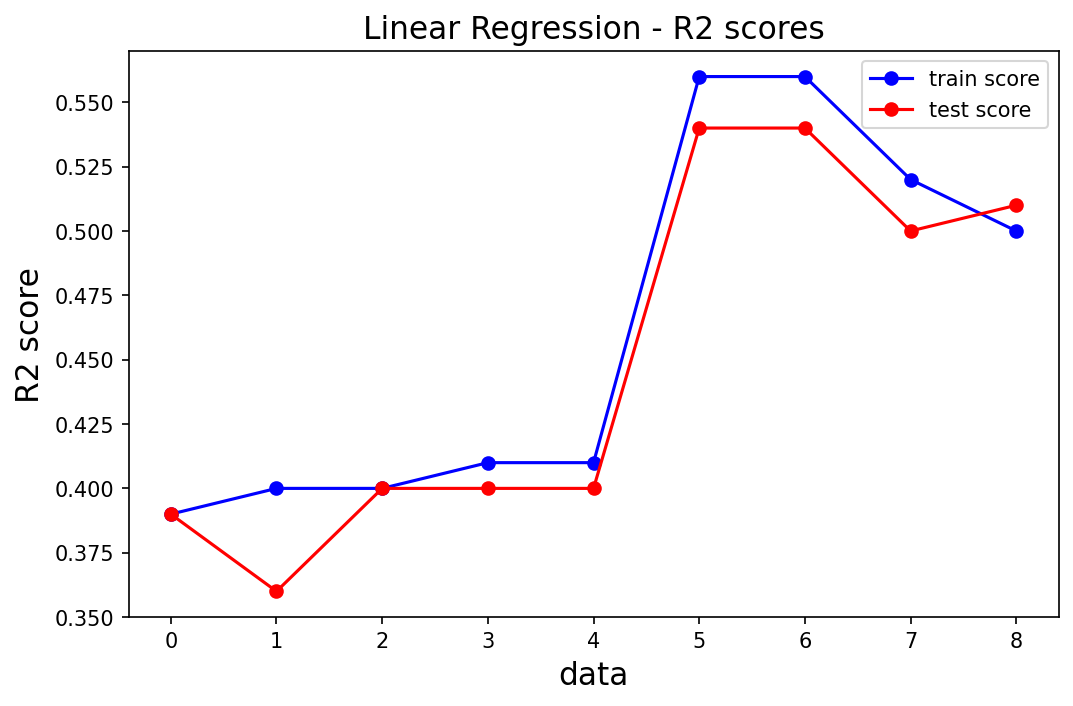 Linear Regression - R2 scores
train score
test score
R2 score
0.550
0.525
0.500
0.475
0.450
0.425
0.400
0.375
0.350
0 1 2 3 4 5 6 7 8
data